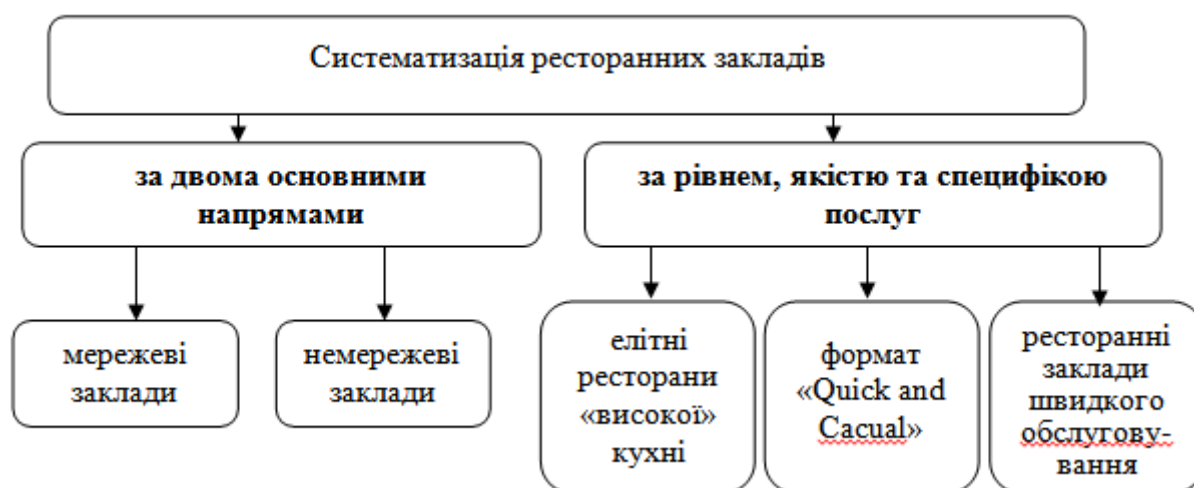 Систематизація ресторанних закладів
за двома основними
напрямами
за рівнем, якістю та специфікою
послуг
мережеві
заклади
немережеві
заклади
елітні
ресторани
«високої»
кухні
формат
«Quick and
Cacual»
ресторанні
заклади
швидкого
обслугову-
вання